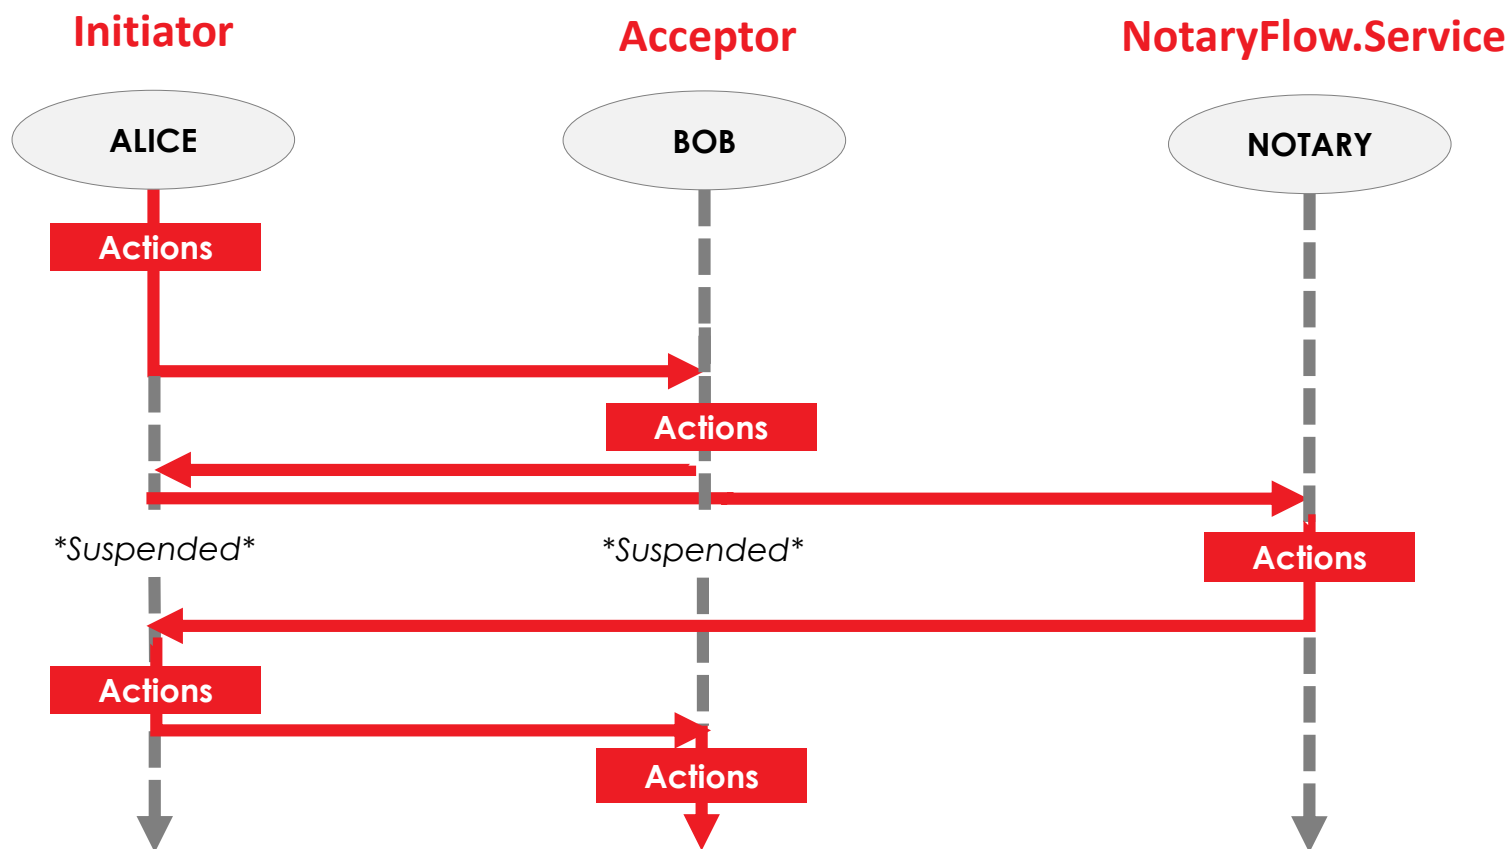 Initiator
Acceptor
NotaryFlow.Service
ALICE
BOB
NOTARY
Actions
Actions
*Suspended*
*Suspended*
Actions
Actions
Actions